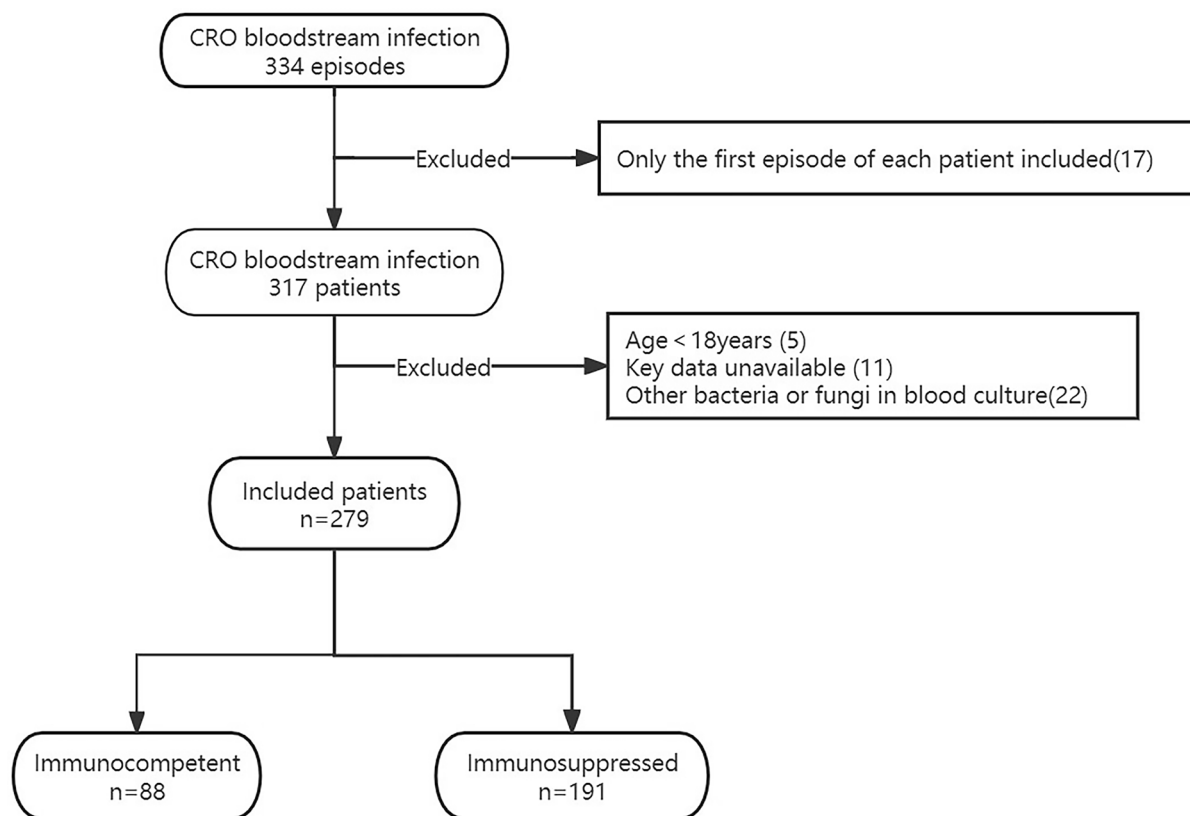 CRO bloodstream infection
334 episodes
Excluded
Only the first episode of each patient included(17)
CRO bloodstream infection
317 patients
Excluded
Age < 18years (5)
Key data unavailable (11)
Other bacteria or fungi in blood culture(22)
Included patients
n=279
Immunocompetent
n=88
Immunosuppressed
n=191